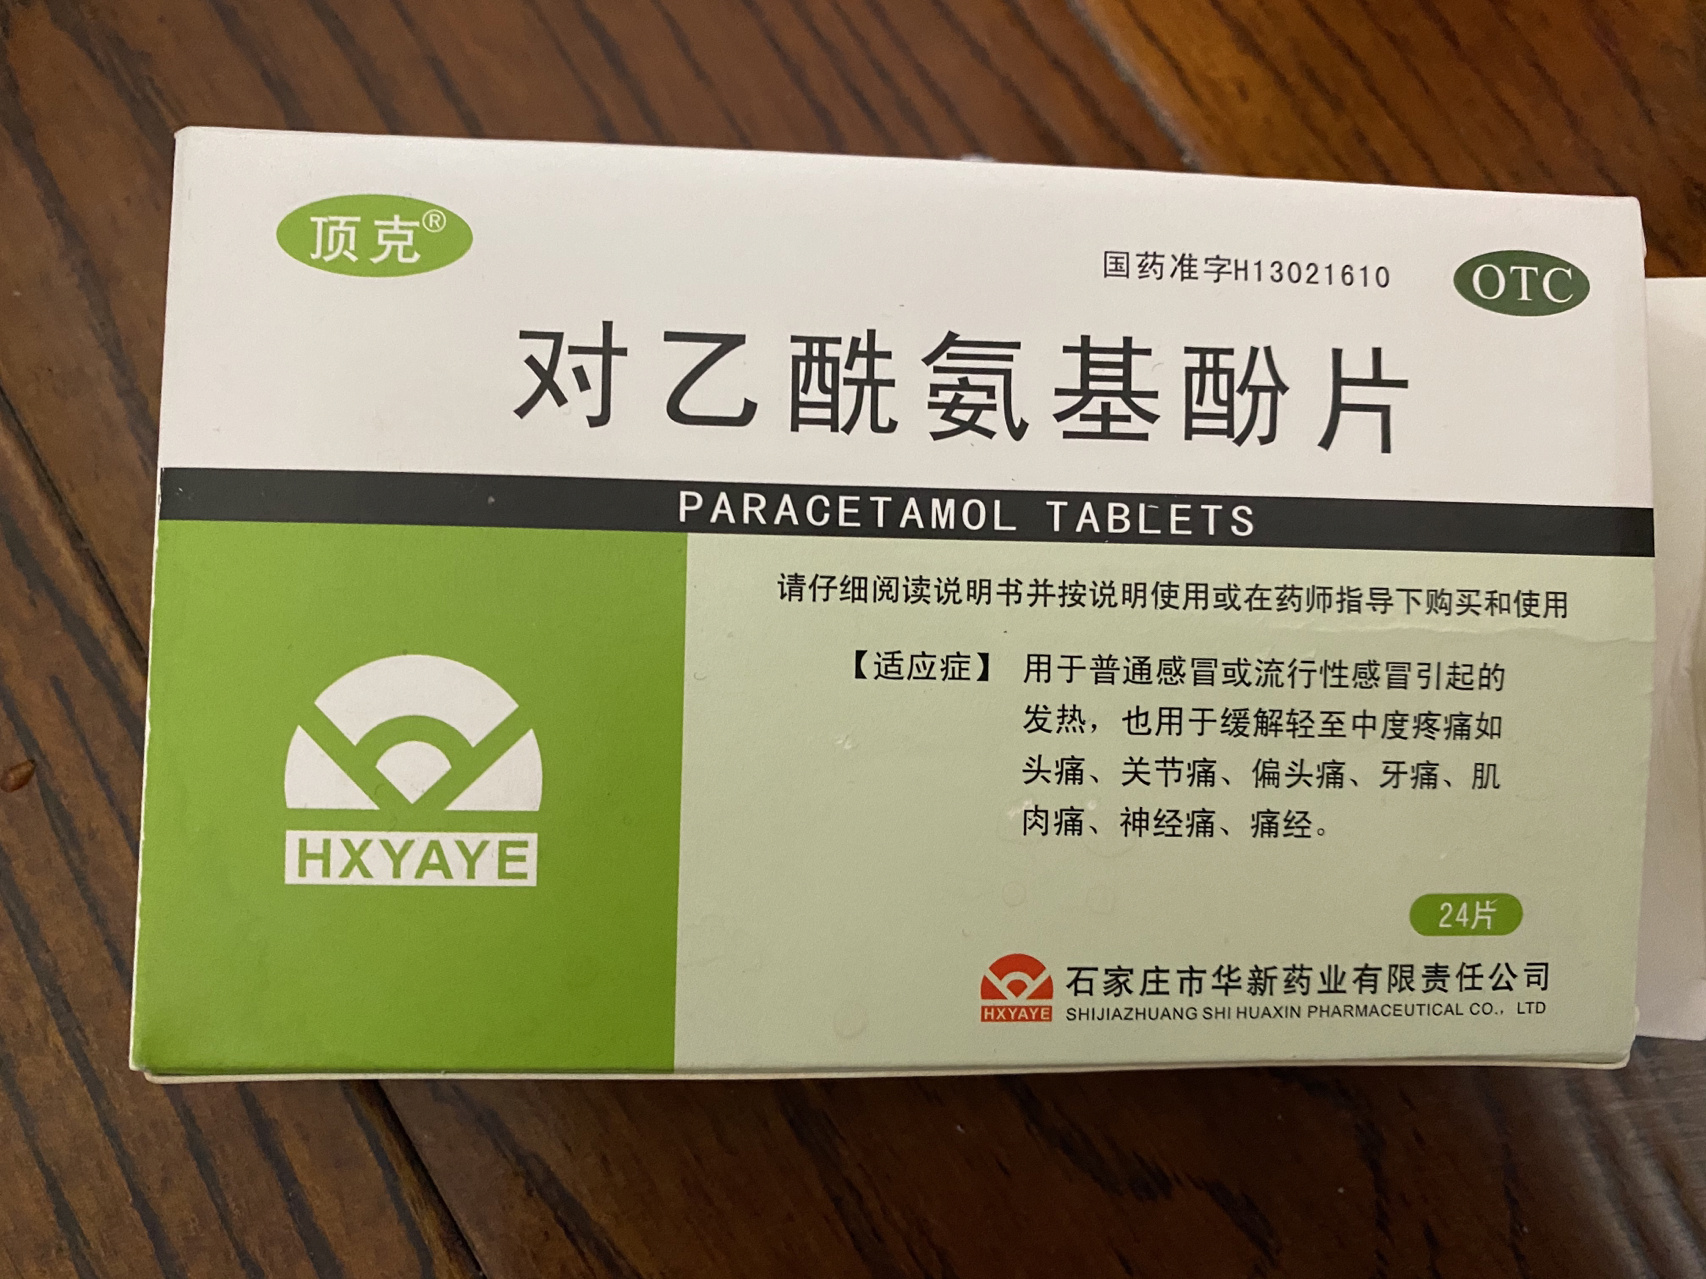 顶克®
国药准字H13021610
OTC
对乙酰氨基酚片
PARACETAMOL TABLETS
请仔细阅读说明书并按说明使用或在药师指导下购买和使用
【适应症】 用于普通感冒或流行性感冒引起的
发热，也用于缓解轻至中度疼痛如
头痛、关节痛、偏头痛、牙痛、肌
肉痛、神经痛、痛经。
HXYAYE
24片
HXYAYE
石家庄市华新药业有限责任公司
SHIJIAZHUANG SHI HUAXIN PHARMACEUTICAL CO., LTD